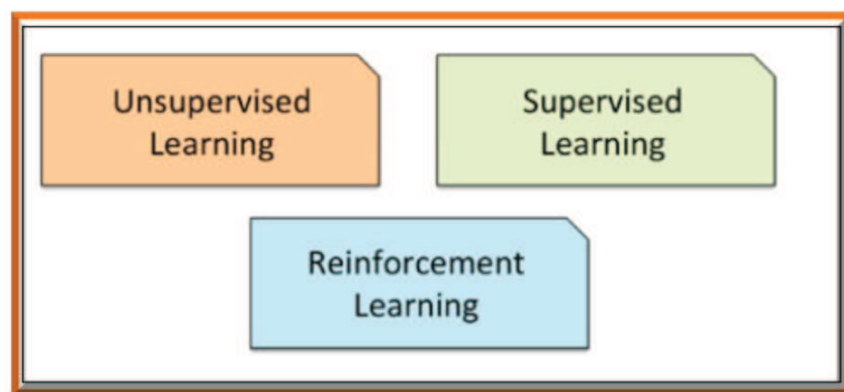 Unsupervised
Learning
Supervised
Learning
Reinforcement
Learning